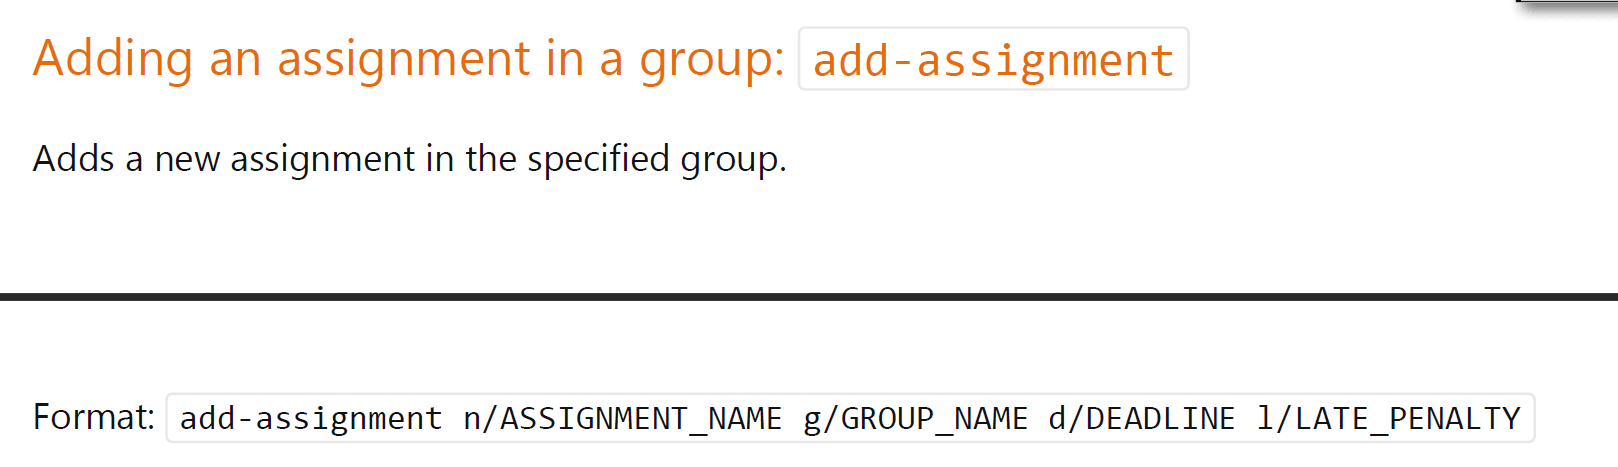 Adding an assignment in a group: add-assignment
Adds a new assignment in the specified group.
Format: add-assignment n/ASSIGNMENT_NAME g/GROUP_NAME d/DEADLINE l/LATE_PENALTY